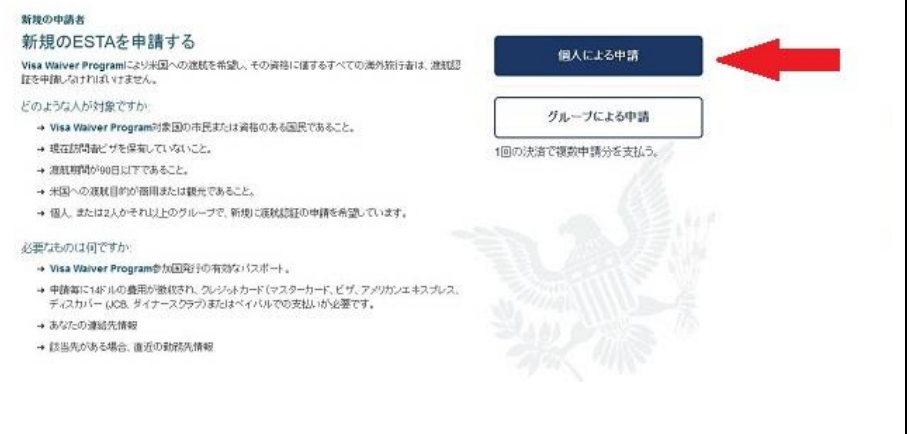 新規の申請者
新規のESTAを申請する
Visa Waiver Programにより米国への渡航を希望し、その資格に値するすべての海外旅行者は、渡航認
証を申請しなければいけません。
どのような人が対象ですか:
→ Visa Waiver Program対象国の市民または資格のある国民であること。
→ 現在訪問者ビザを保有していないこと。
→ 渡航期間が90日以下であること。
→ 米国への渡航目的が商用または観光であること。
→ 個人、または2人かそれ以上のグループで、新規に渡航認証の申請を希望しています。
必要なものは何ですか:
→ Visa Waiver Program参加国発行の有効なパスポート。
→ 申請毎に14ドルの費用が徴収され、クレジットカード(マスターカード、ビザ、アメリカンエキスプレス、
ディスカバー (JCB、ダイナースクラブ)またはペイパルでの支払いが必要です。
→ あなたの連絡先情報
→ 該当先がある場合、直近の勤務先情報
個人による申請
グループによる申請
1回の決済で複数申請分を支払う。